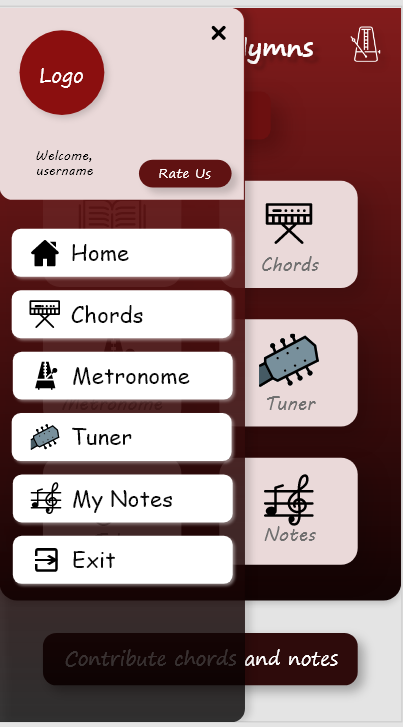 ymns
Logo
Welcome,
username
Rate Us
Home
Chords
Chords
Metronome
Metronome
Tuner
Tuner
My Notes
Notes
Exit
Contribute chords and notes